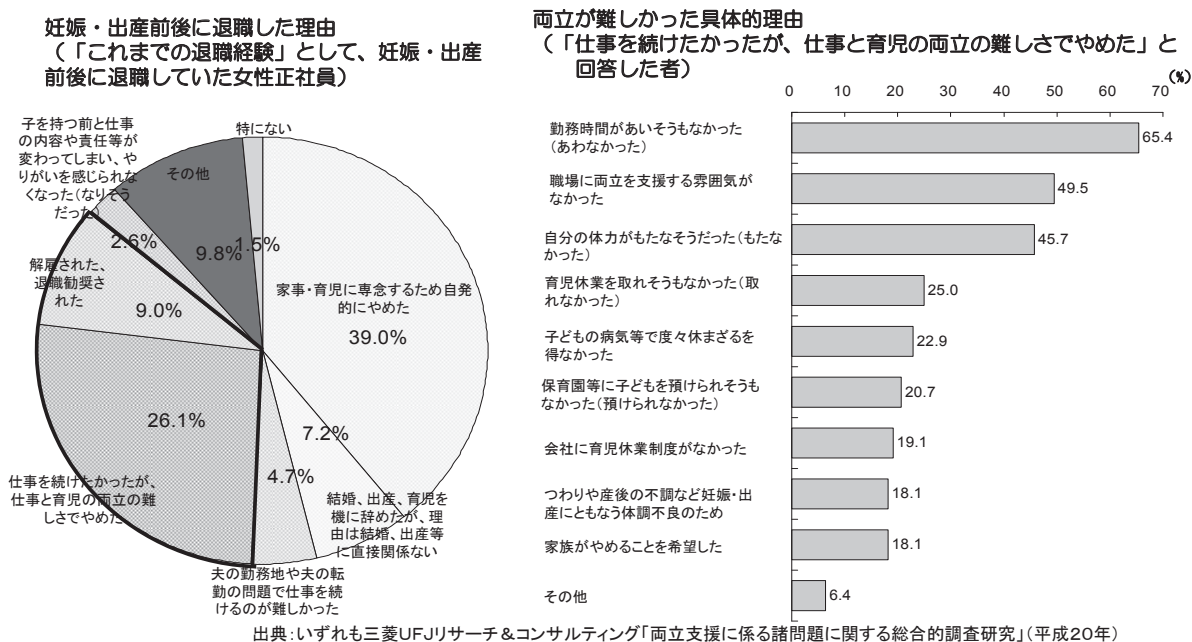 妊娠・出産前後に退職した理由
（「これまでの退職経験」として、妊娠・出産
前後に退職していた女性正社員）
子を持つ前と仕事
の内容や責任等が
変わってしまい、や
りがいを感じられな
くなった（なりそう
だった）
2.6%
その他
9.8%
特にない
1.5%
家事・育児に専念するため自発
的にやめた
39.0%
解雇された、
退職勧奨さ
れた
9.0%
26.1%
仕事を続けたかったが、
仕事と育児の両立の難
しさでやめた
7.2%
結婚、出産、育児を
機に辞めたが、理
由は結婚、出産等
に直接関係ない
4.7%
夫の勤務地や夫の転
勤の問題で仕事を続
けるのが難しかった
両立が難しかった具体的理由
（「仕事を続けたかったが、仕事と育児の両立の難しさでやめた」と
回答した者）
(%)
0 10 20 30 40 50 60 70
勤務時間があいそうもなかった
（あわなかった）
65.4
職場に両立を支援する雰囲気が
なかった
49.5
自分の体力がもたなそうだった（もたな
かった）
45.7
育児休業を取れそうもなかった（取
れなかった）
25.0
子どもの病気等で度々休まざるを
得なかった
22.9
保育園等に子どもを預けられそうも
なかった（預けられなかった）
20.7
会社に育児休業制度がなかった
19.1
つわりや産後の不調など妊娠・出
産にともなう体調不良のため
18.1
家族がやめることを希望した
18.1
その他
6.4
出典：いずれも三菱UFJリサーチ＆コンサルティング「両立支援に係る諸問題に関する総合的調査研究」（平成20年）